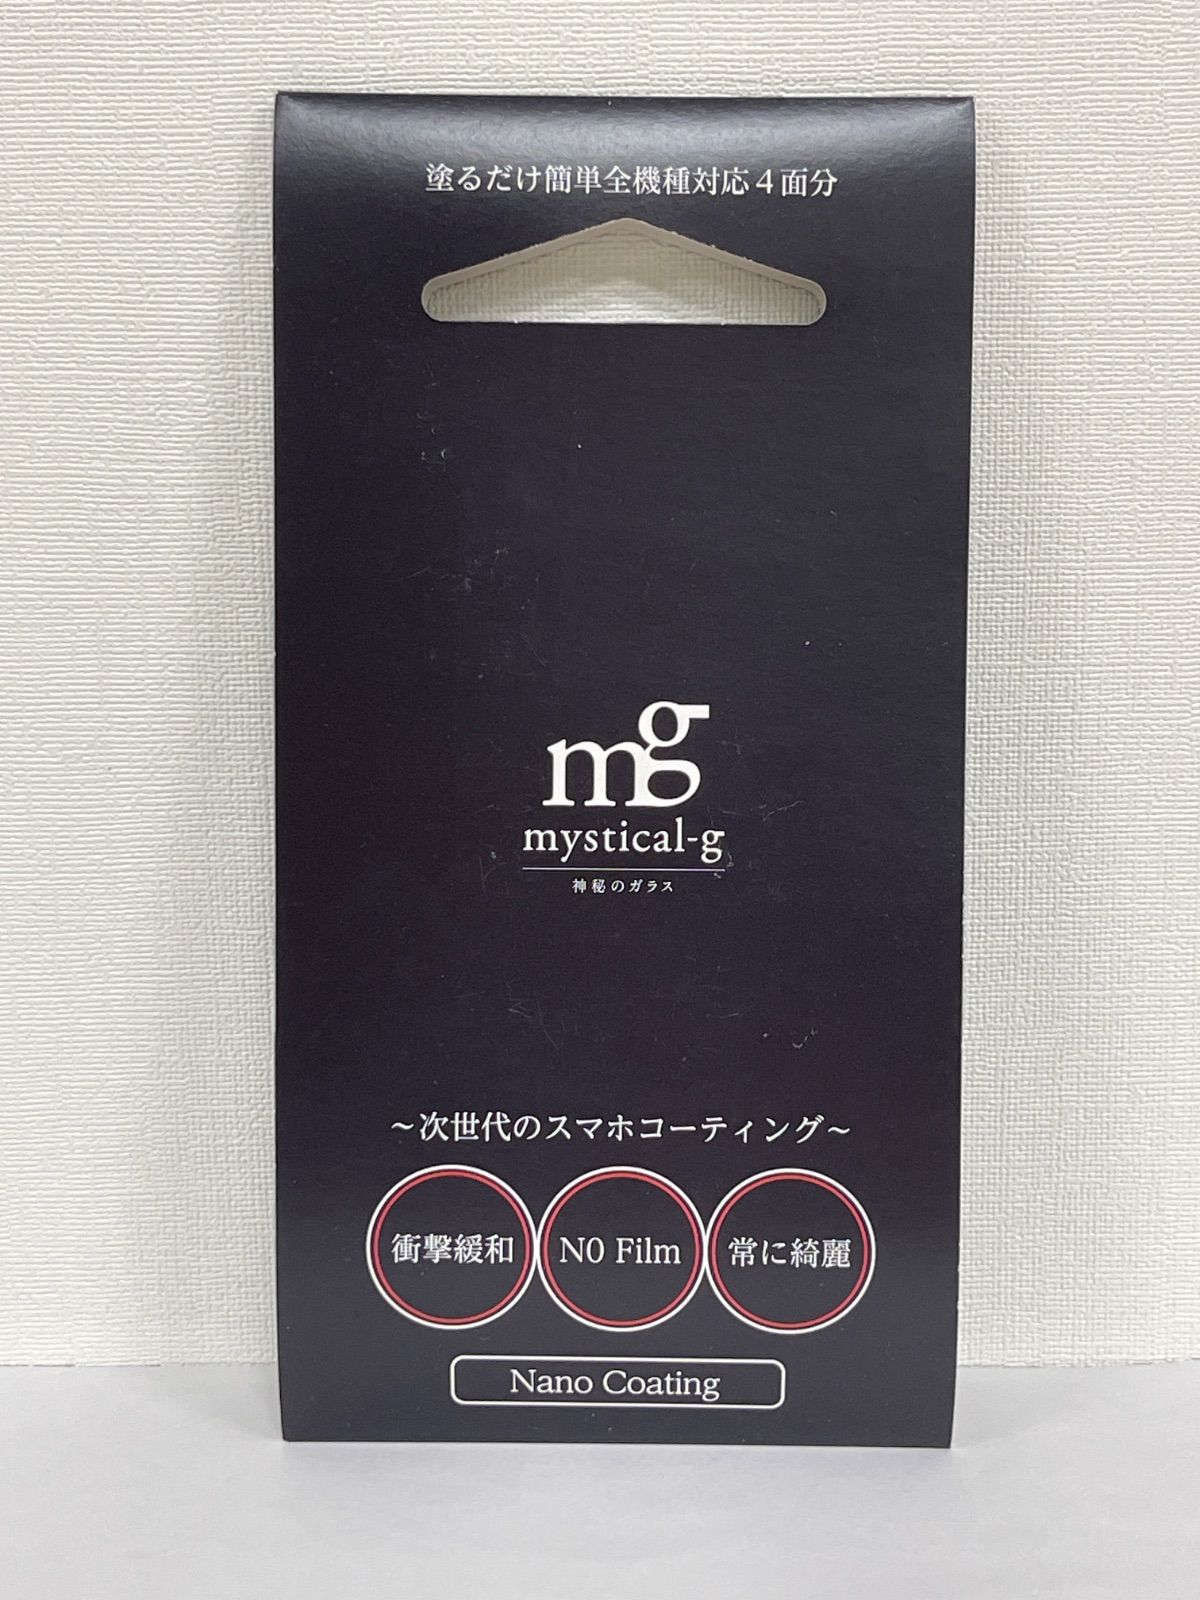 塗るだけ簡単全機種対応４面分
mg
mystical-g
神秘のガラス
～次世代のスマホコーティング～
衝撃緩和
N0 Film
常に綺麗
Nano Coating